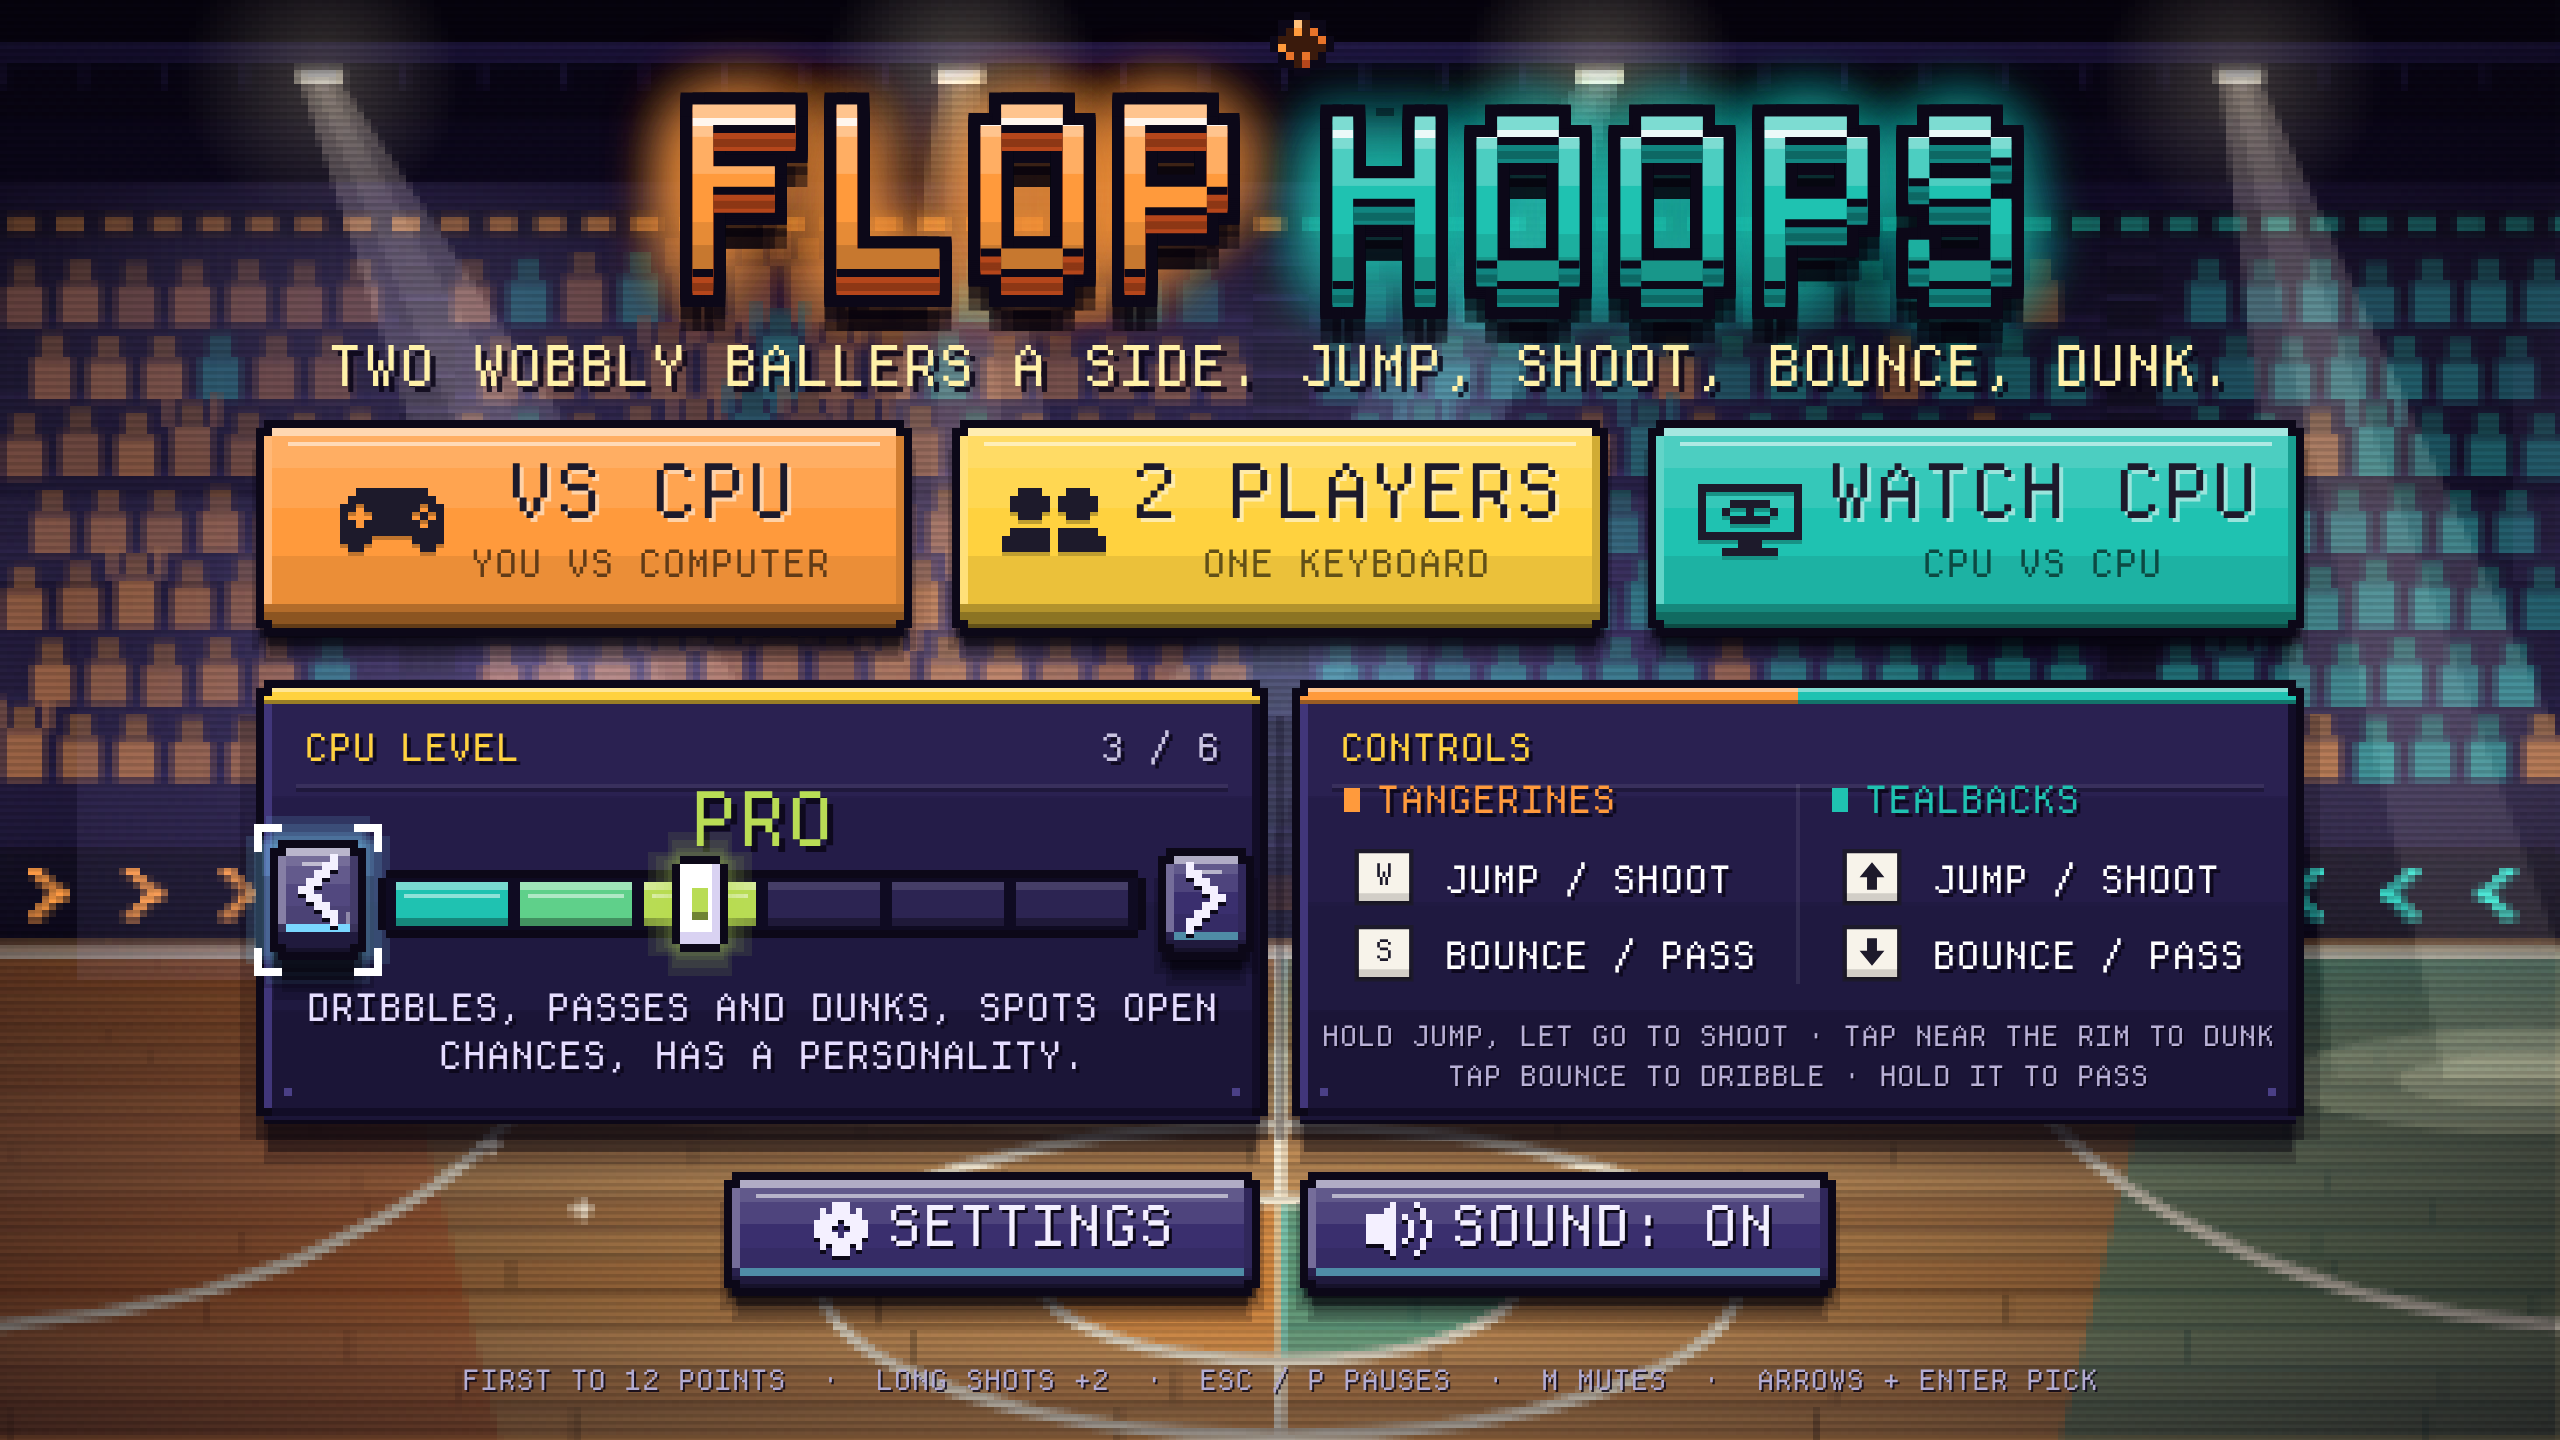 FLOP HOOPS
TWO WOBBLY BALLERS A SIDE. JUMP, SHOOT, BOUNCE, DUNK.
VS CPU
YOU VS COMPUTER
2 PLAYERS
ONE KEYBOARD
WATCH CPU
CPU VS CPU
CPU LEVEL
3 / 6
PRO
DRIBBLES, PASSES AND DUNKS, SPOTS OPEN
CHANCES, HAS A PERSONALITY.
CONTROLS
TANGERINES
W JUMP / SHOOT
S BOUNCE / PASS
TEALBACKS
JUMP / SHOOT
BOUNCE / PASS
HOLD JUMP, LET GO TO SHOOT · TAP NEAR THE RIM TO DUNK
TAP BOUNCE TO DRIBBLE · HOLD IT TO PASS
SETTINGS
SOUND: ON
FIRST TO 12 POINTS · LONG SHOTS +2 · ESC / P PAUSES · M MUTES · ARROWS + ENTER PICK